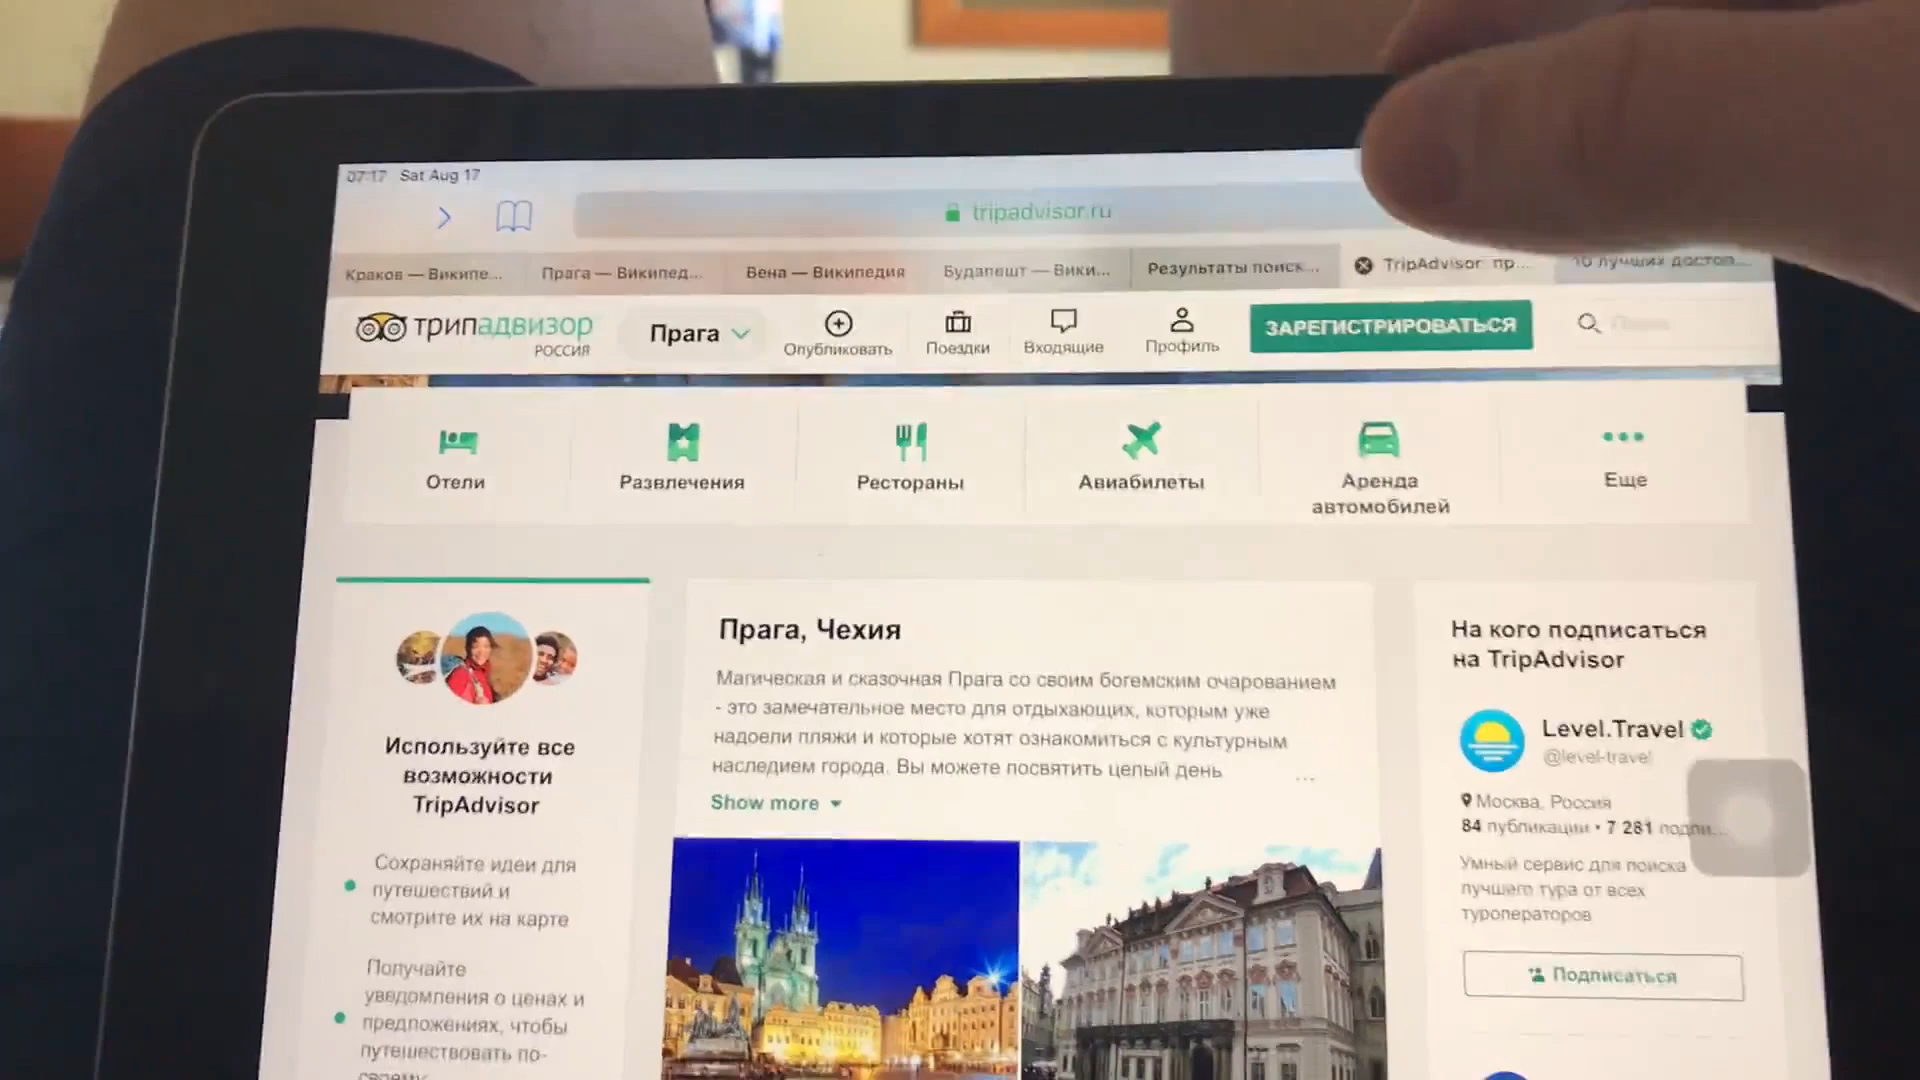 07:17 Sat Aug 17
tripadvisor.ru
Краков — Википе...
Прага — Википед...
Вена — Википедия
Будапешт — Вики...
Результаты поиск...
TripAdvisor: пр...
10 лучших достоп...
трипадвизор
РОССИЯ
Прага
Опубликовать
Поездки
Входящие
Профиль
ЗАРЕГИСТРИРОВАТЬСЯ
Отели
Развлечения
Рестораны
Авиабилеты
Аренда
автомобилей
Еще
Используйте все
возможности
TripAdvisor
Сохраняйте идеи для
путешествий и
смотрите их на карте
Получайте
уведомления о ценах и
предложениях, чтобы
путешествовать по-
своему
Прага, Чехия
Магическая и сказочная Прага со своим богемским очарованием
- это замечательное место для отдыхающих, которым уже
надоели пляжи и которые хотят ознакомиться с культурным
наследием города. Вы можете посвятить целый день ...
Show more
На кого подписаться
на TripAdvisor
Level.Travel
@level-travel
Москва, Россия
84 публикации • 7 281 подпи...
Умный сервис для поиска
лучшего тура от всех
туроператоров
Подписаться